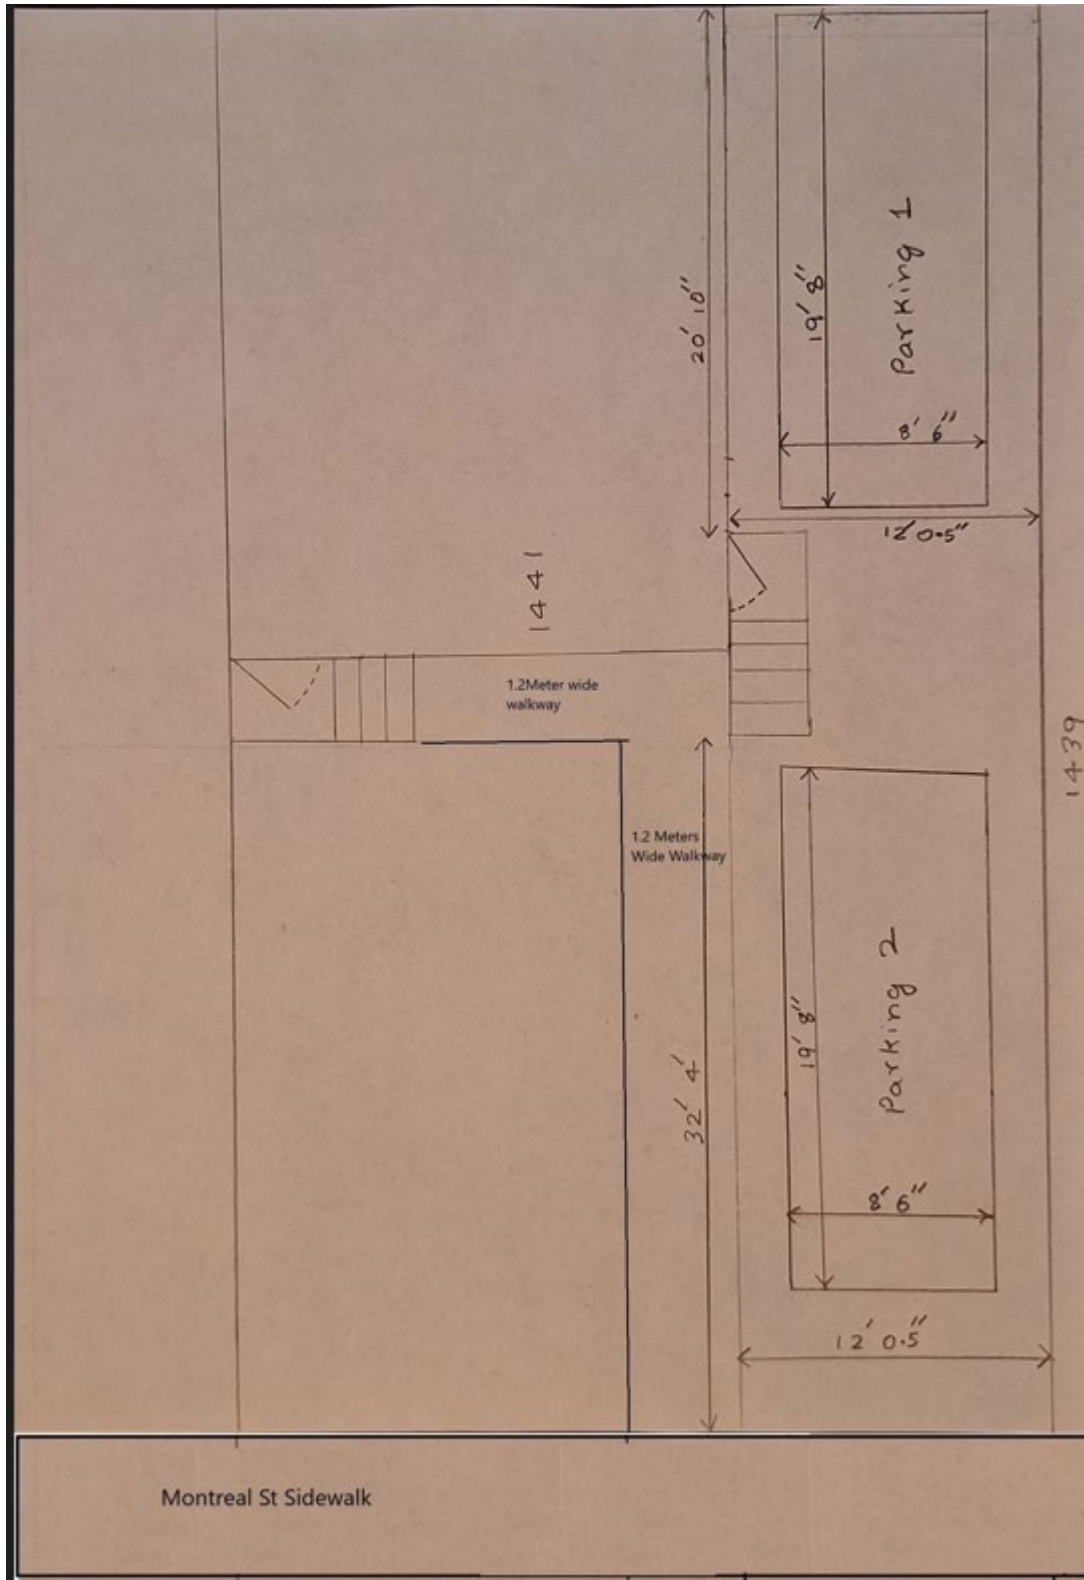 20' 10"
19' 8"
Parking 1
8' 6"
12' 0.5"
1441
1.2Meter wide
walkway
1439
1.2 Meters
Wide Walkway
32' 4'
19' 8"
Parking 2
8' 6"
12' 0.5"
Montreal St Sidewalk